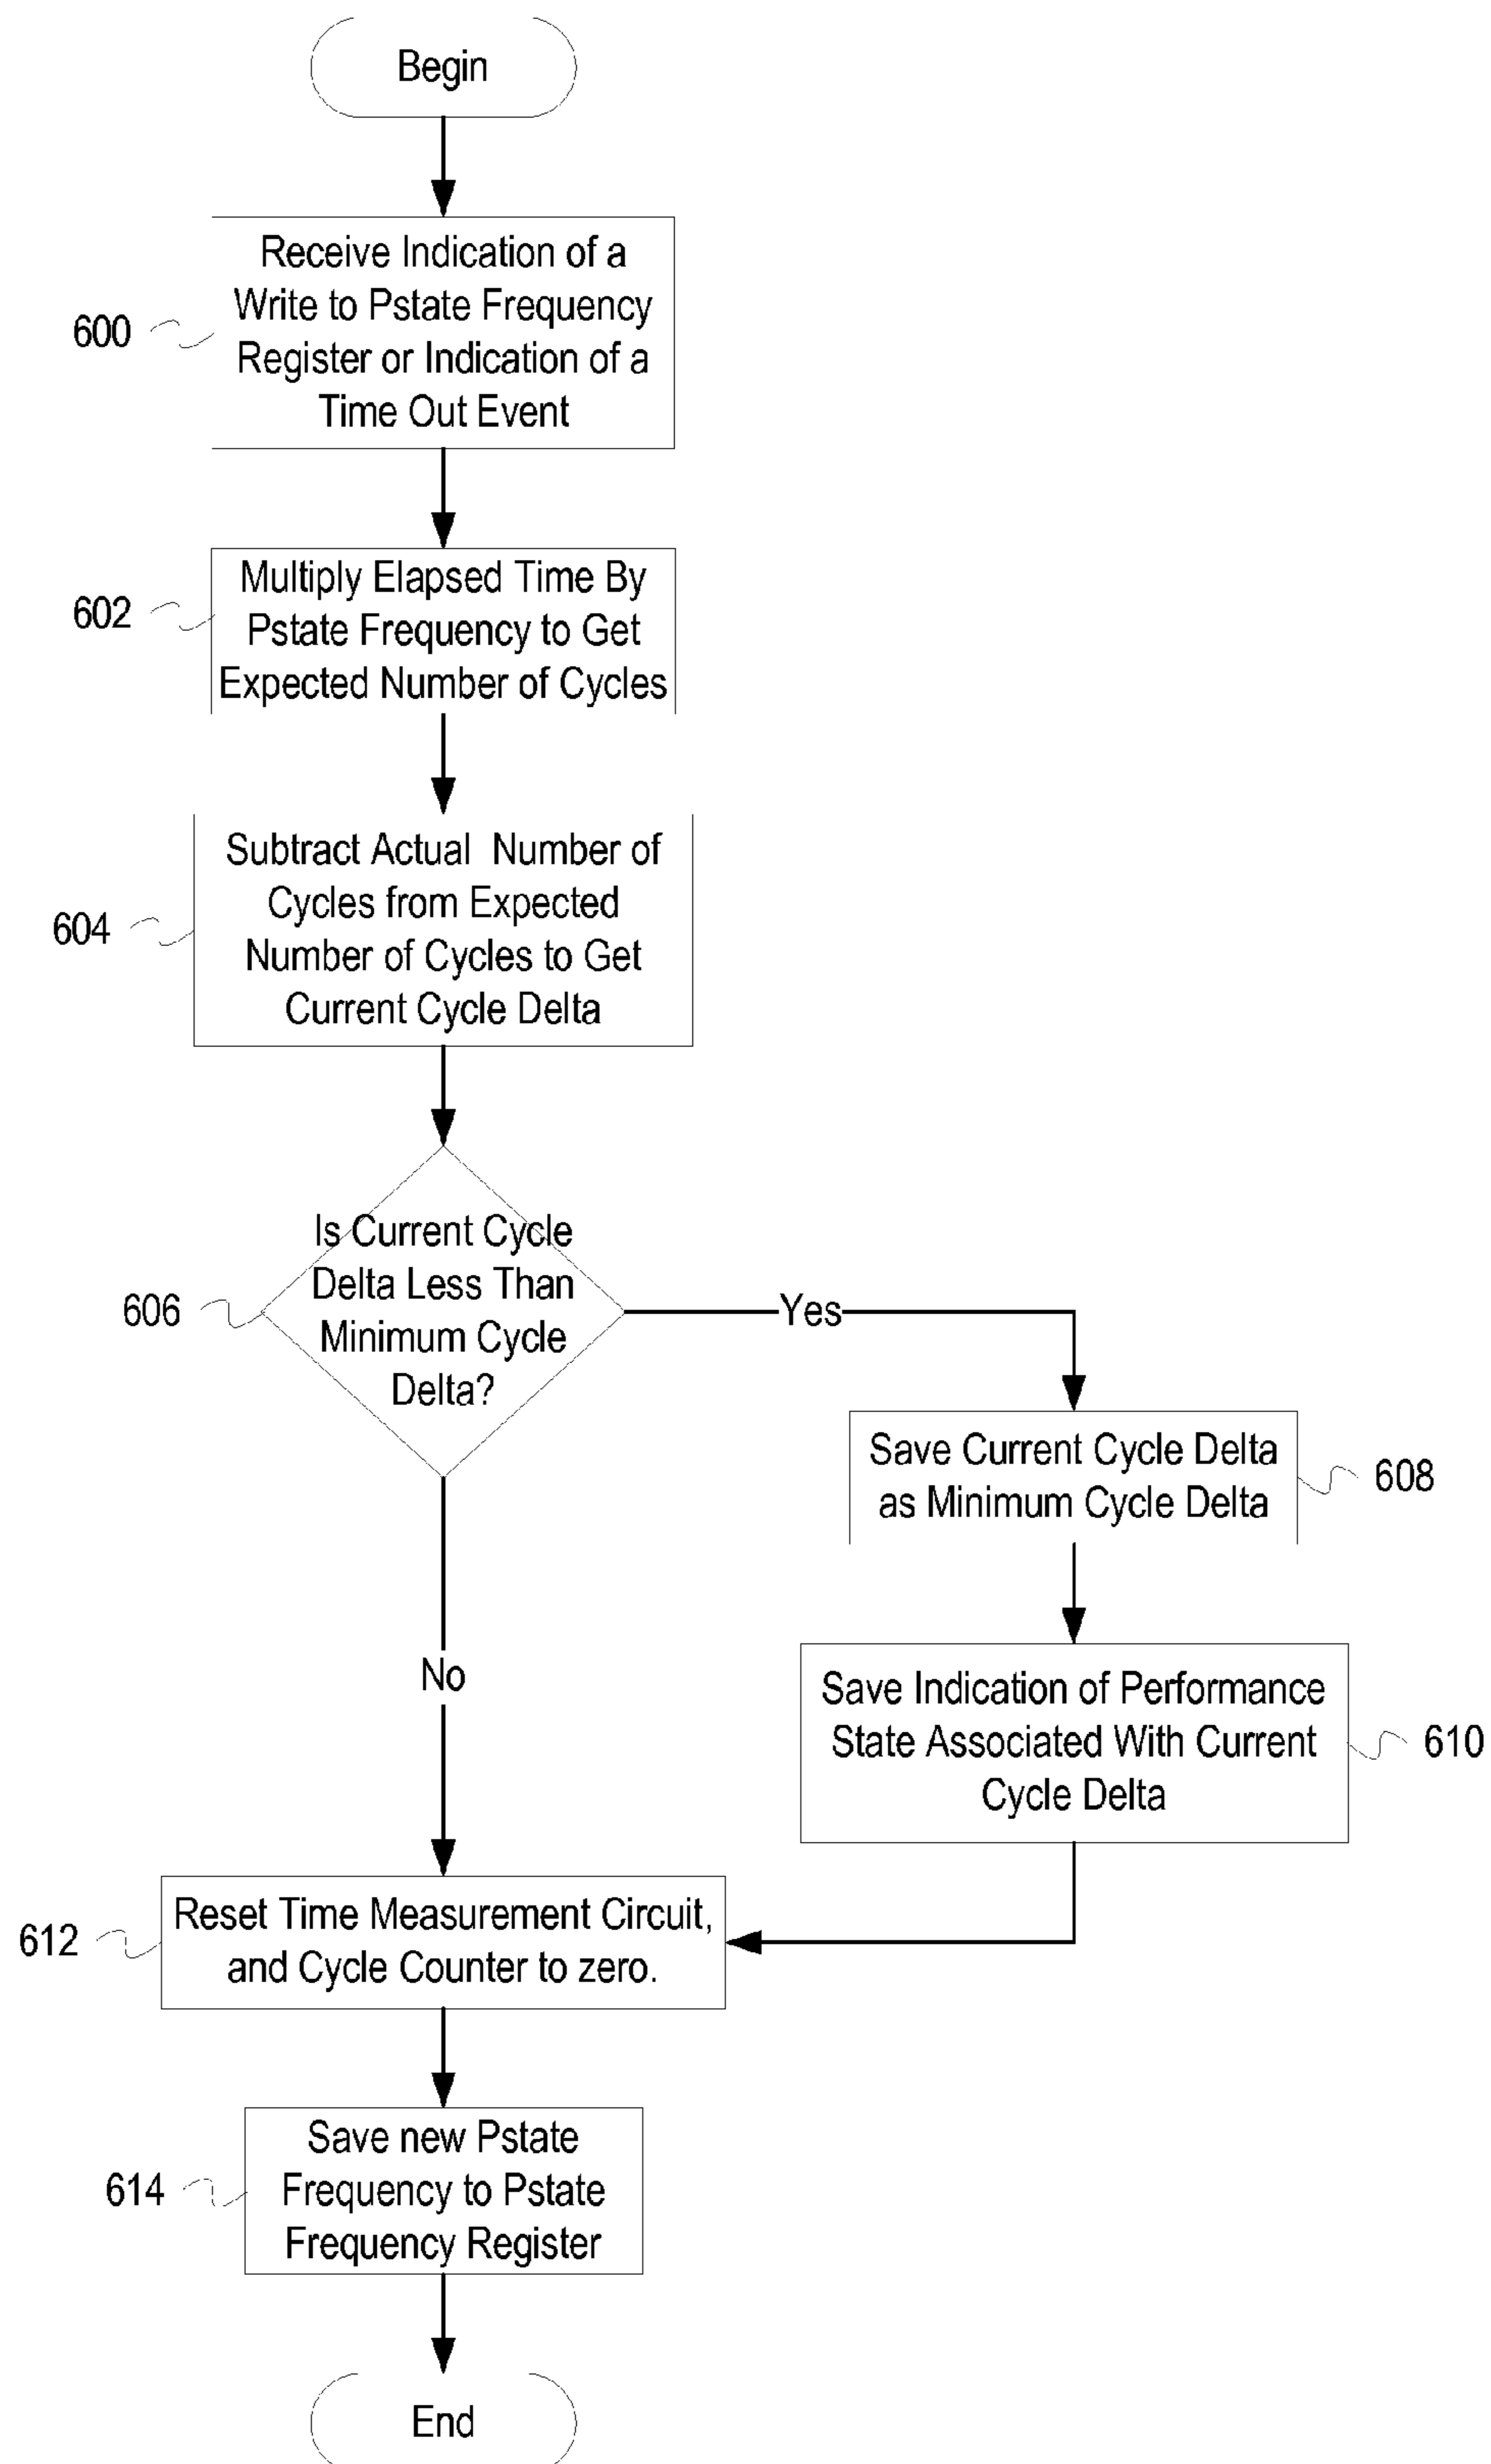 Begin
600
Receive Indication of a
Write to Pstate Frequency
Register or Indication of a
Time Out Event
602
Multiply Elapsed Time By
Pstate Frequency to Get
Expected Number of Cycles
604
Subtract Actual Number of
Cycles from Expected
Number of Cycles to Get
Current Cycle Delta
606
Is Current Cycle
Delta Less Than
Minimum Cycle
Delta?
Yes
Save Current Cycle Delta
as Minimum Cycle Delta
608
No
Save Indication of Performance
State Associated With Current
Cycle Delta
610
612
Reset Time Measurement Circuit,
and Cycle Counter to zero.
614
Save new Pstate
Frequency to Pstate
Frequency Register
End